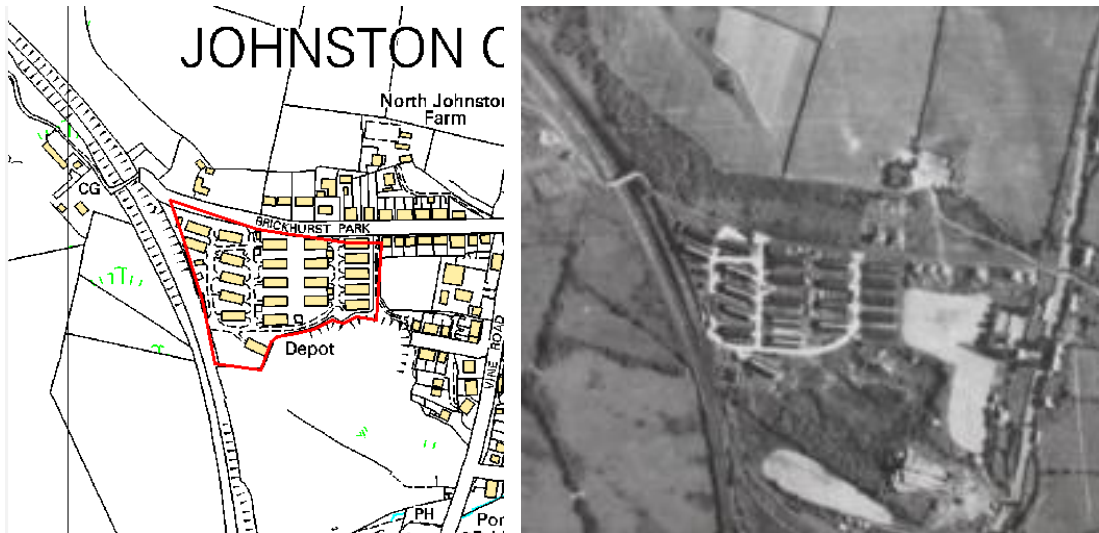 JOHNSTON C
North Johnston
Farm
CG
BRICKHURST PARK
Depot
VINE ROAD
PH
Por